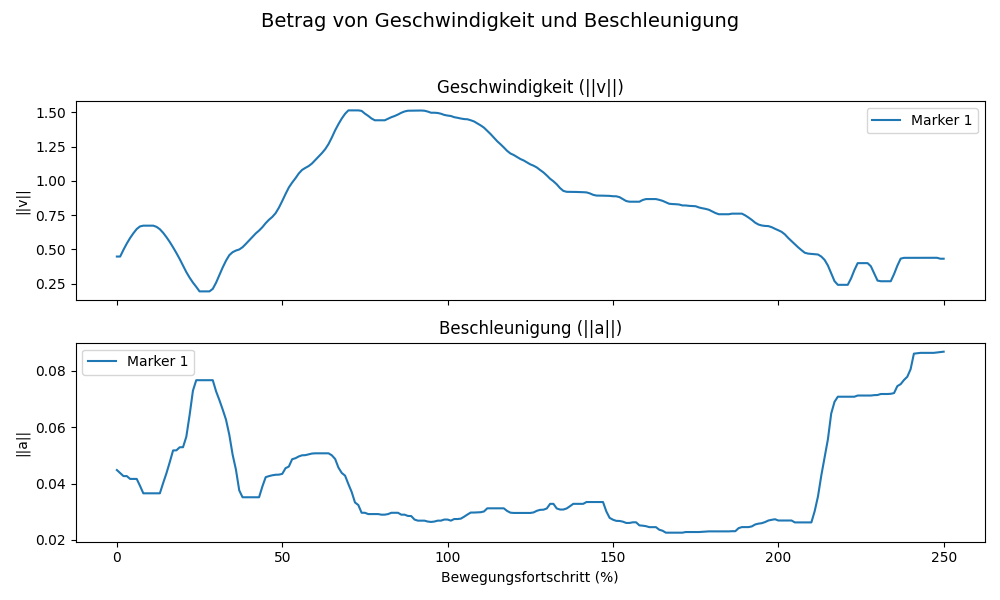 Betrag von Geschwindigkeit und Beschleunigung
Geschwindigkeit (||v||)
Marker 1
||v||
1.50
1.25
1.00
0.75
0.50
0.25
Beschleunigung (||a||)
Marker 1
||a||
0.08
0.06
0.04
0.02
0 50 100 150 200 250
Bewegungsfortschritt (%)